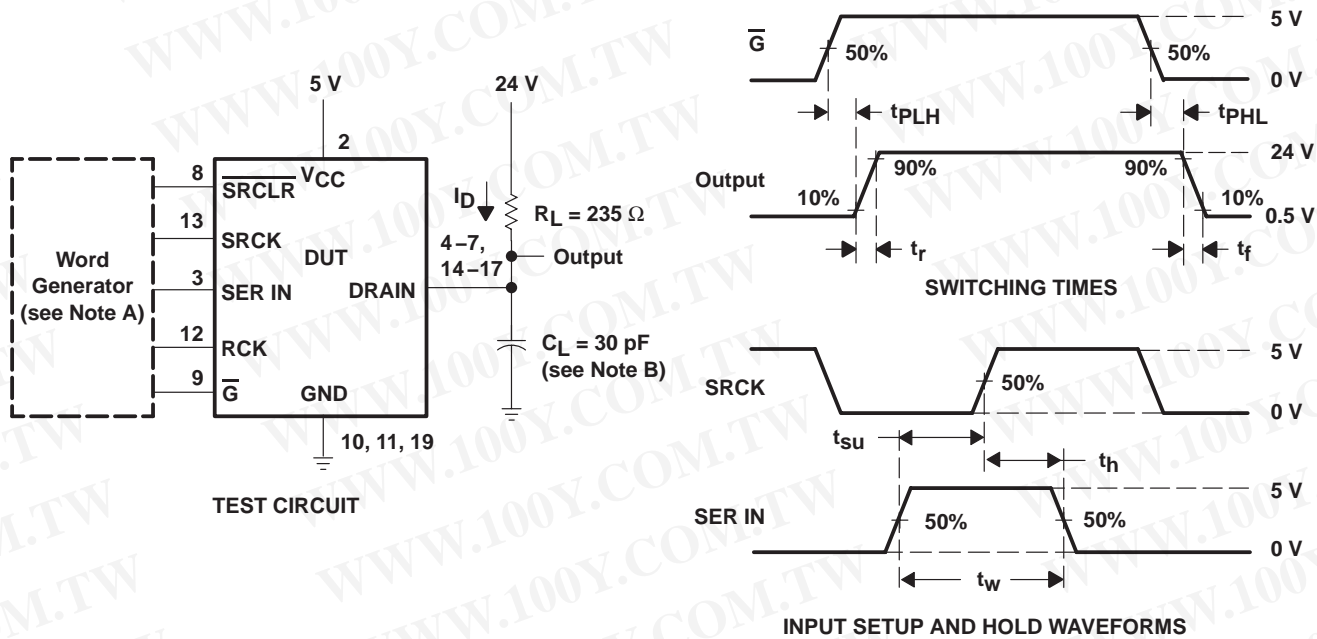 5 V
24 V
2
VCC
8
SRCLR
13
SRCK
DUT
Word
Generator
(see Note A)
3
SER IN
DRAIN
12
RCK
9
G
GND
10, 11, 19
ID
RL = 235 Ω
4–7,
14–17
Output
CL = 30 pF
(see Note B)
TEST CIRCUIT
G
5 V
50%
50%
0 V
tPLH
tPHL
Output
24 V
90%
90%
10%
10%
0.5 V
tr
tf
SWITCHING TIMES
SRCK
5 V
50%
0 V
tsu
th
SER IN
5 V
50%
50%
0 V
tw
INPUT SETUP AND HOLD WAVEFORMS
WWW.100Y.COM.TW